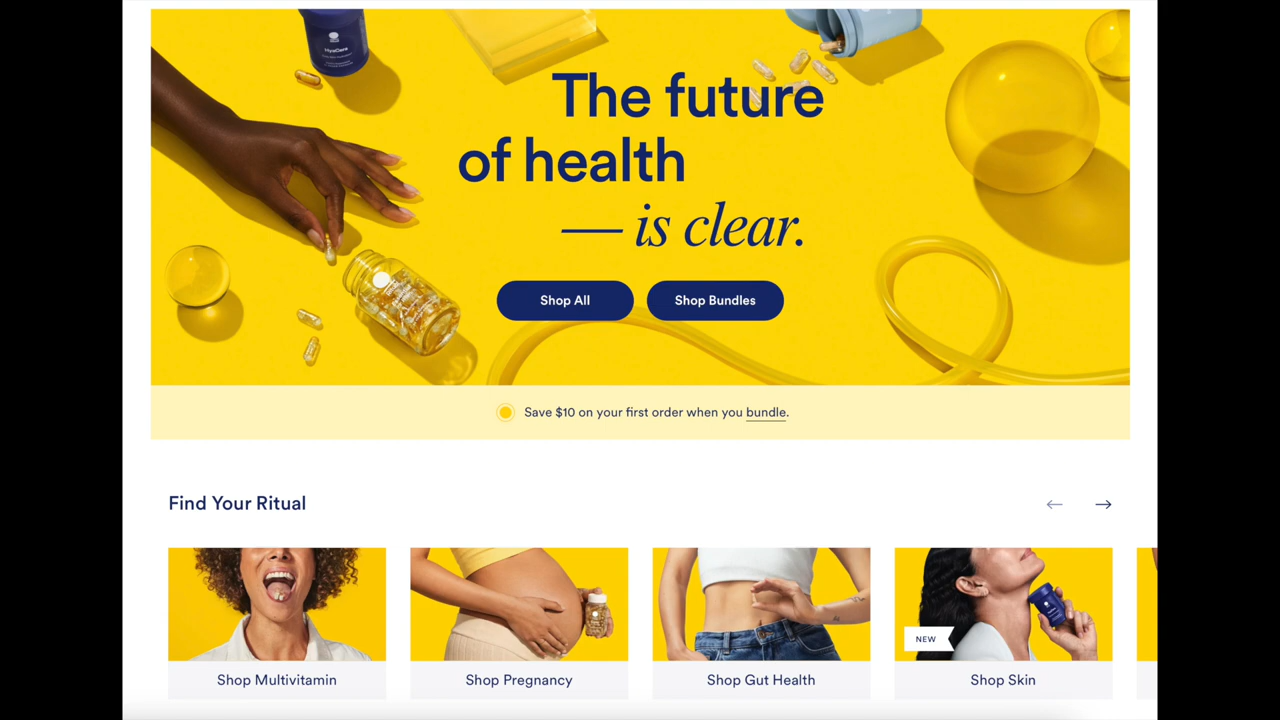 HyaCera
The future
of health
— is clear.
Shop All
Shop Bundles
Save $10 on your first order when you bundle.
Find Your Ritual
NEW
Shop Multivitamin
Shop Pregnancy
Shop Gut Health
Shop Skin